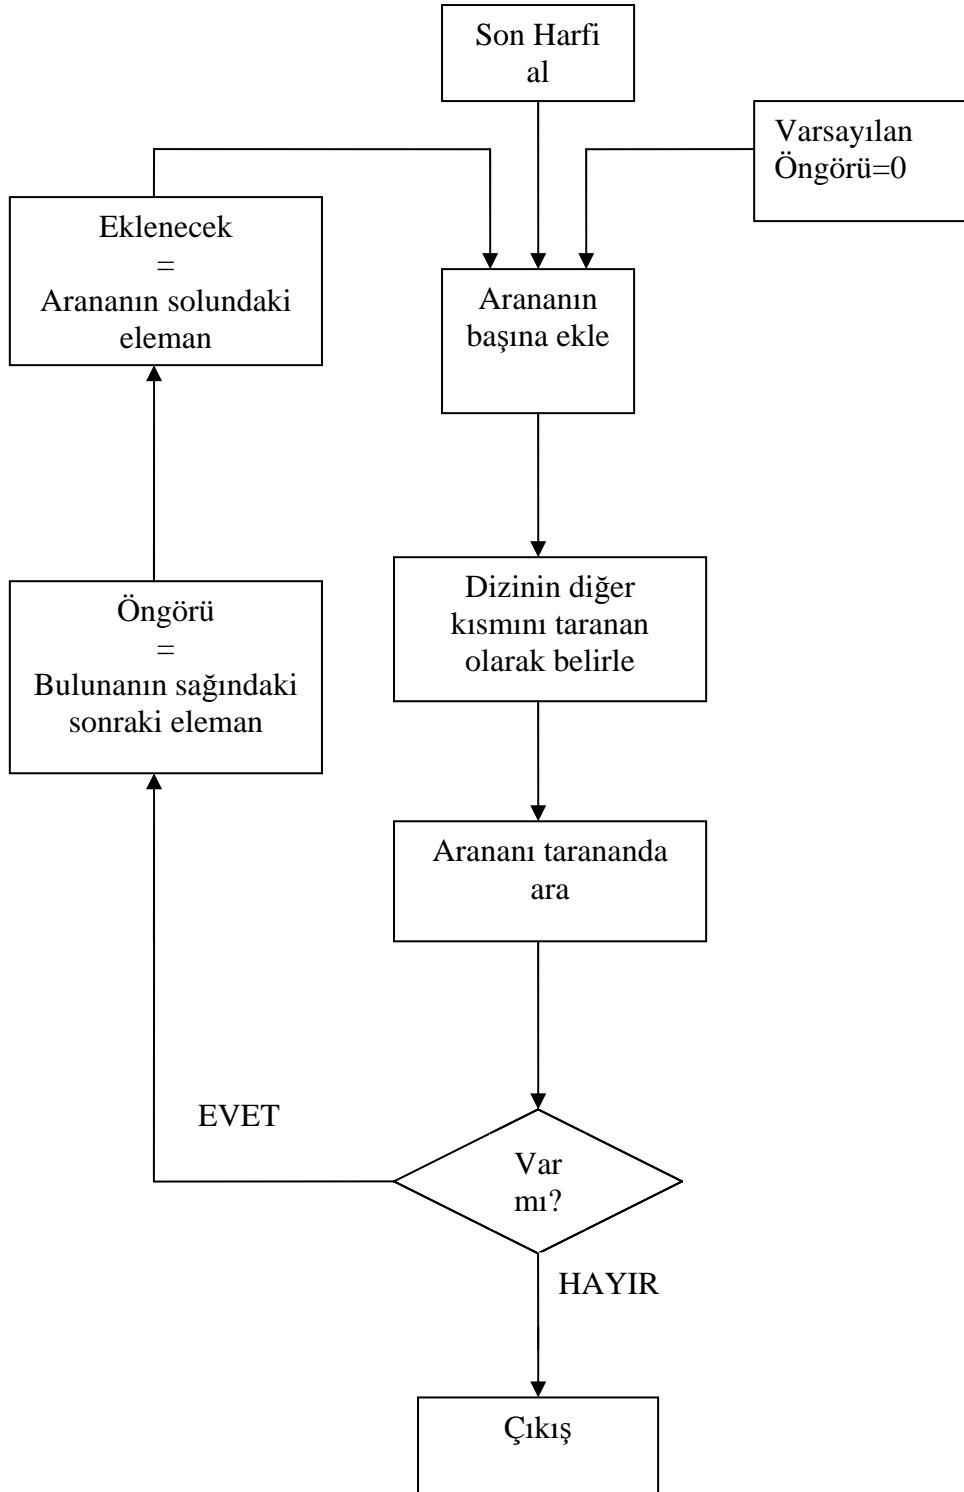 Son Harfi
al
Varsayılan
Öngörü=0
Eklenecek
=
Arananın solundaki
eleman
Arananın
başına ekle
Dizinin diğer
kısmını taranan
olarak belirle
Öngörü
=
Bulunanın sağındaki
sonraki eleman
Arananı tarananda
ara
EVET
Var
mı?
HAYIR
Çıkış